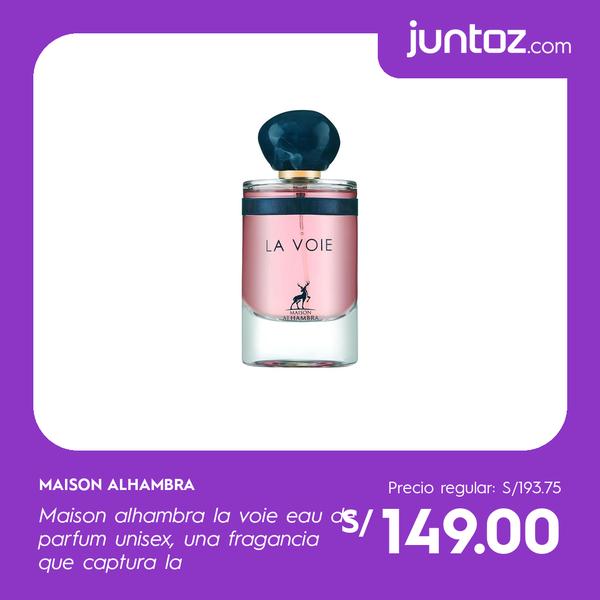 juntoz.com
LA VOIE
MAISON
ALHAMBRA
MAISON ALHAMBRA
Precio regular: S/193.75
Maison alhambra la voie eau de
S/ 149.00
parfum unisex, una fragancia
que captura la